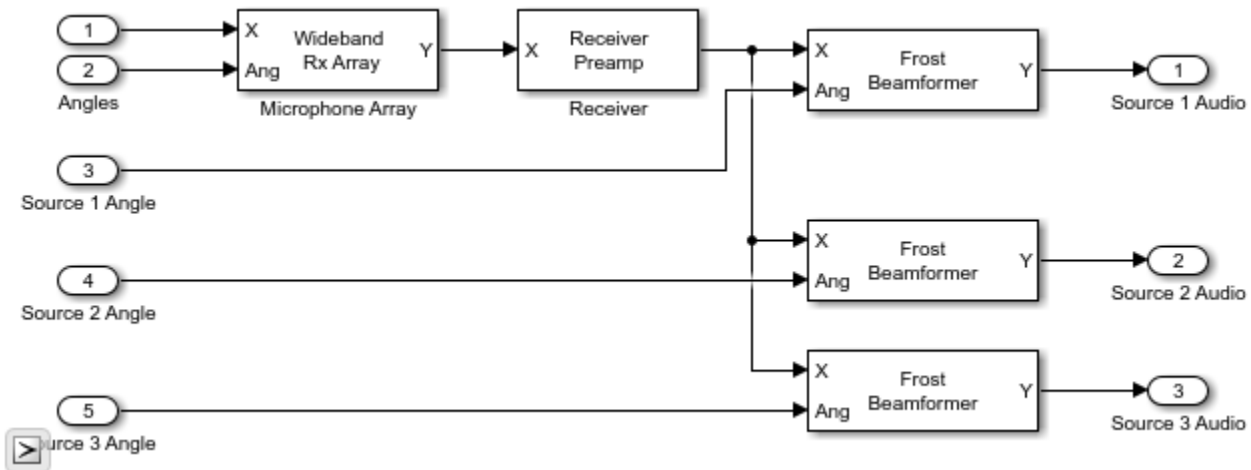 1
X
Wideband
Rx Array
Y
2
Ang
Angles
Microphone Array
X
Receiver
Preamp
Receiver
X
Frost
Beamformer
Y
Ang
1
Source 1 Audio
3
Source 1 Angle
X
Frost
Beamformer
Y
Ang
2
Source 2 Audio
4
Source 2 Angle
X
Frost
Beamformer
Y
Ang
3
Source 3 Audio
5
urce 3 Angle